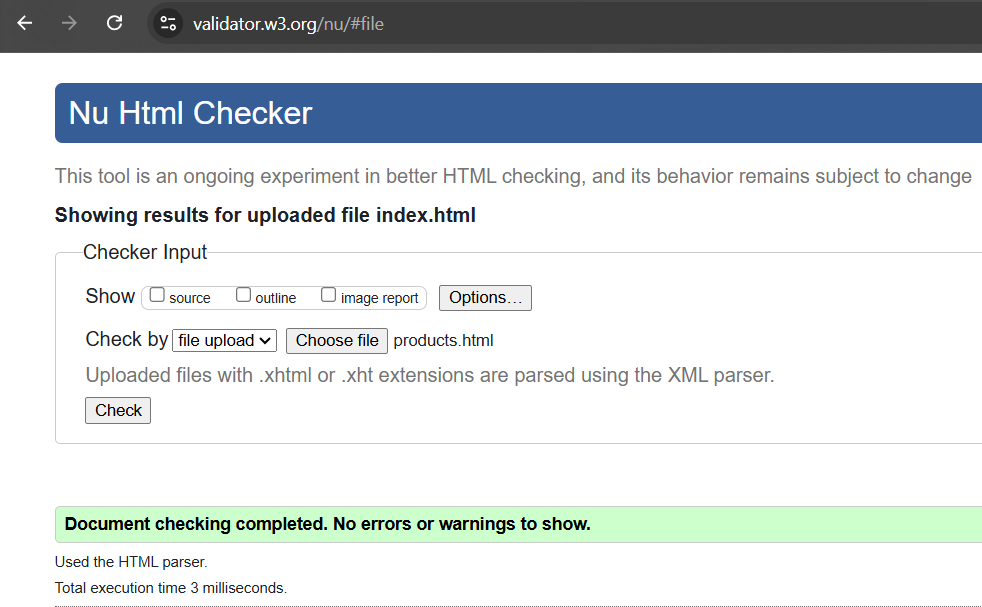 validator.w3.org/nu/#file
Nu Html Checker
This tool is an ongoing experiment in better HTML checking, and its behavior remains subject to change
Showing results for uploaded file index.html
Checker Input
Show source outline image report Options…
Check by file upload Choose file products.html
Uploaded files with .xhtml or .xht extensions are parsed using the XML parser.
Check
Document checking completed. No errors or warnings to show.
Used the HTML parser.
Total execution time 3 milliseconds.